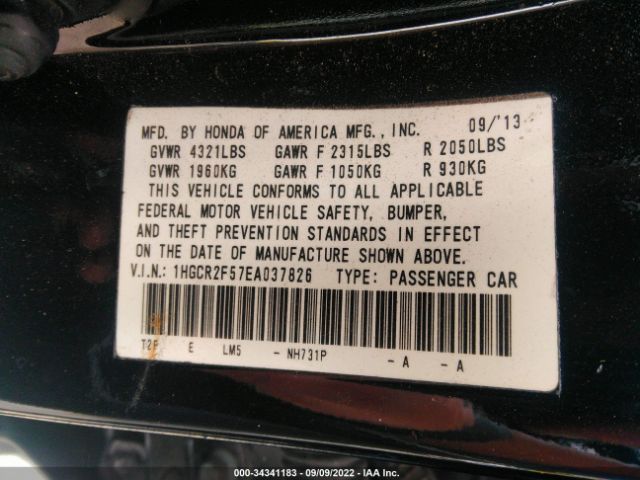 MFD. BY HONDA OF AMERICA MFG., INC. 09/'13
GVWR 4321LBS GAWR F 2315LBS R 2050LBS
GVWR 1960KG GAWR F 1050KG R 930KG
THIS VEHICLE CONFORMS TO ALL APPLICABLE
FEDERAL MOTOR VEHICLE SAFETY, BUMPER,
AND THEFT PREVENTION STANDARDS IN EFFECT
ON THE DATE OF MANUFACTURE SHOWN ABOVE.
V.I.N.: 1HGCR2F57EA037826 TYPE: PASSENGER CAR
T2F E LM5 - NH731P - A - A
000-34341183 - 09/09/2022 - IAA Inc.